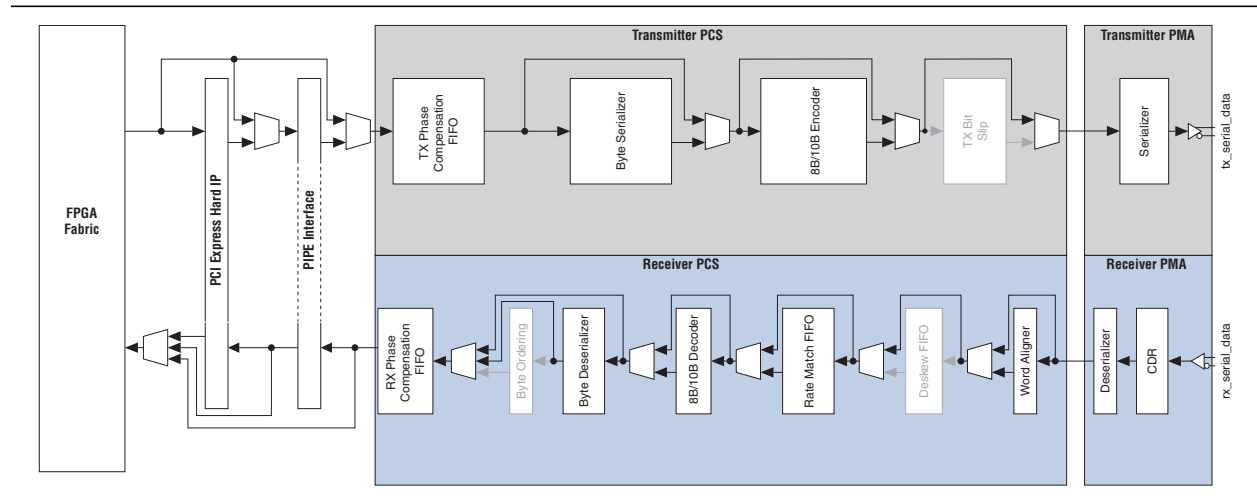 Transmitter PCS
Transmitter PMA
FPGA
Fabric
PCI Express Hard IP
PIPE Interface
TX Phase
Compensation
FIFO
Byte Serializer
8B/10B Encoder
TX Bit
Slip
Serializer
tx_serial_data
Receiver PCS
Receiver PMA
RX Phase
Compensation
FIFO
Byte Ordering
Byte Deserializer
8B/10B Decoder
Rate Match FIFO
Deskew FIFO
Word Aligner
Deserializer
CDR
rx_serial_data